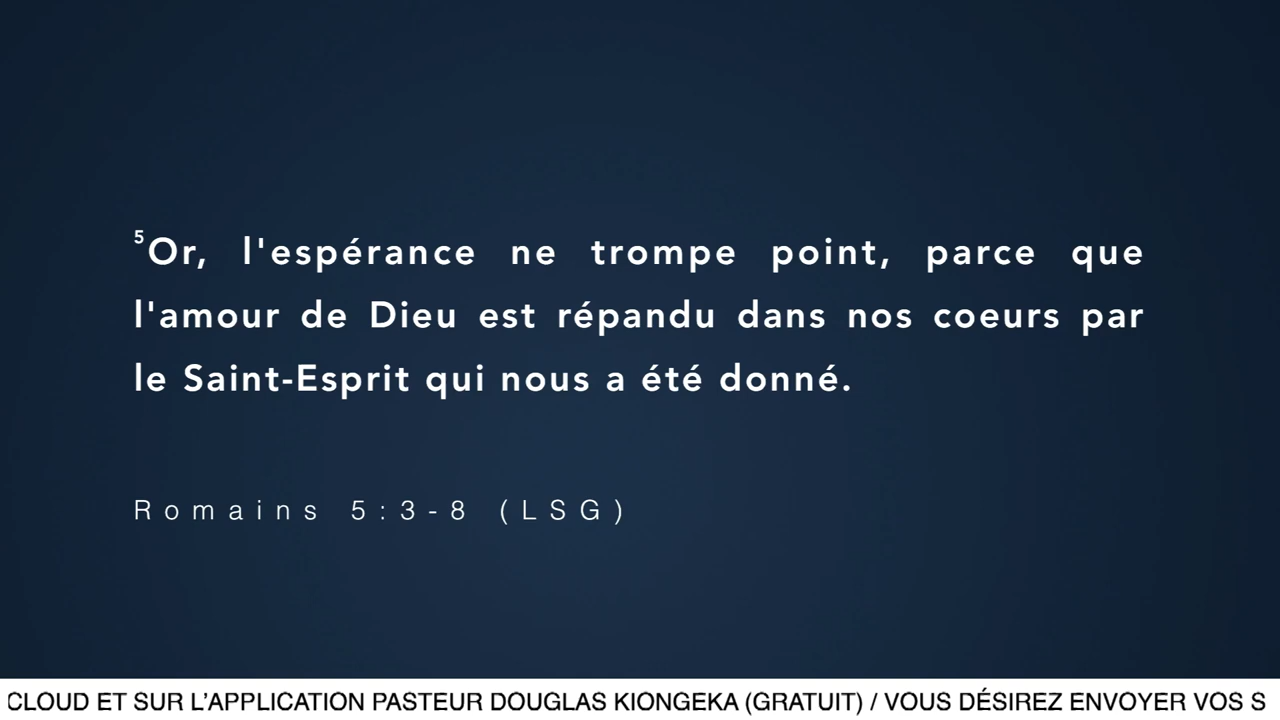 5Or, l'espérance ne trompe point, parce que
l'amour de Dieu est répandu dans nos coeurs par
le Saint-Esprit qui nous a été donné.
Romains 5:3-8 (LSG)
CLOUD ET SUR L'APPLICATION PASTEUR DOUGLAS KIONGEKA (GRATUIT) / VOUS DÉSIREZ ENVOYER VOS S